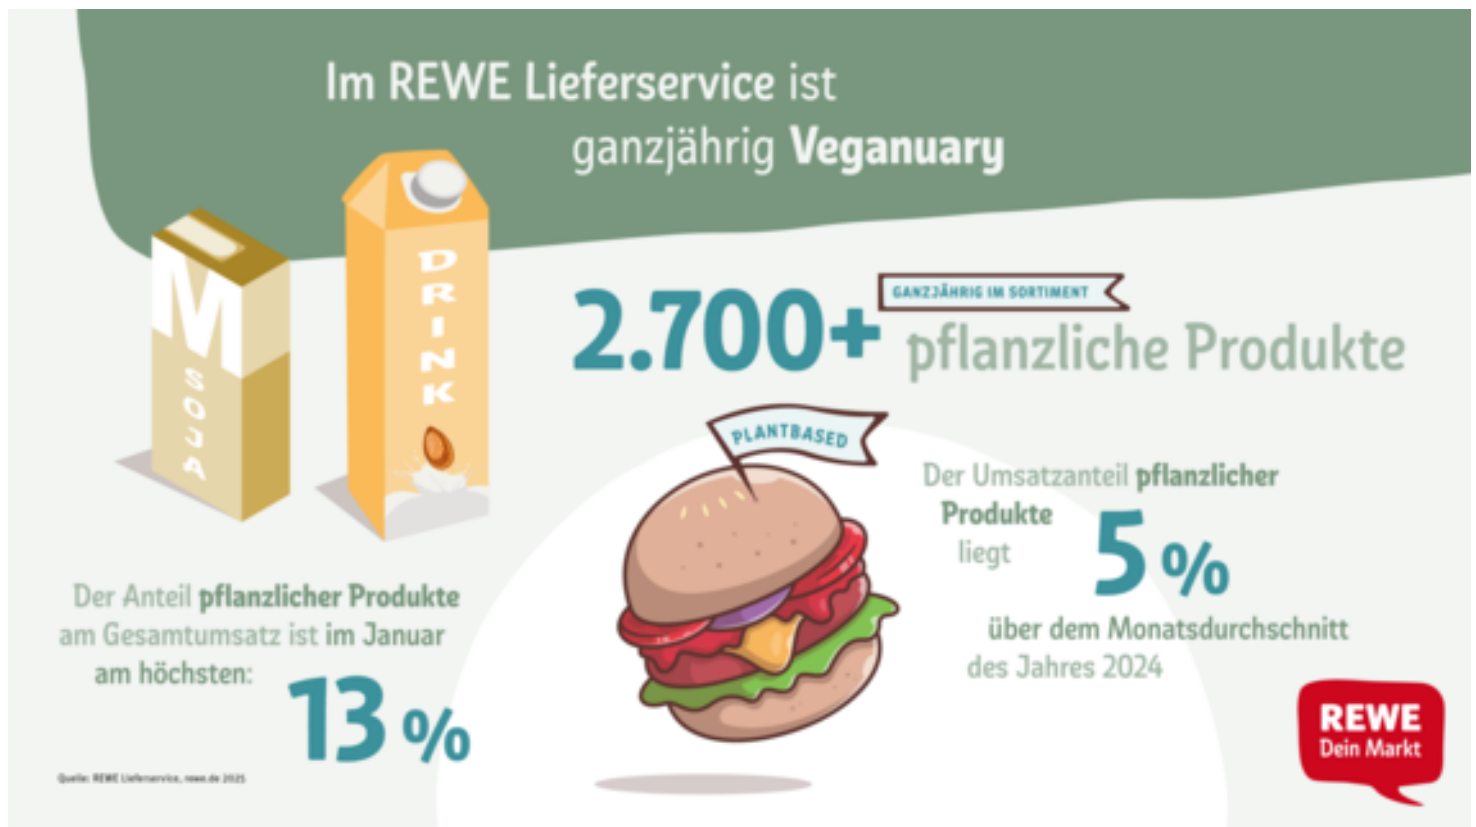 Im REWE Lieferservice ist
ganzjährig Veganuary
M
SOJA
DRINK
2.700+
GANZJÄHRIG IM SORTIMENT
pflanzliche Produkte
PLANTBASED
Der Umsatzanteil pflanzlicher
Produkte
liegt
5 %
über dem Monatsdurchschnitt
des Jahres 2024
Der Anteil pflanzlicher Produkte
am Gesamtumsatz ist im Januar
am höchsten:
13 %
Quelle: REWE Lieferservice, rewe.de 2025
REWE
Dein Markt